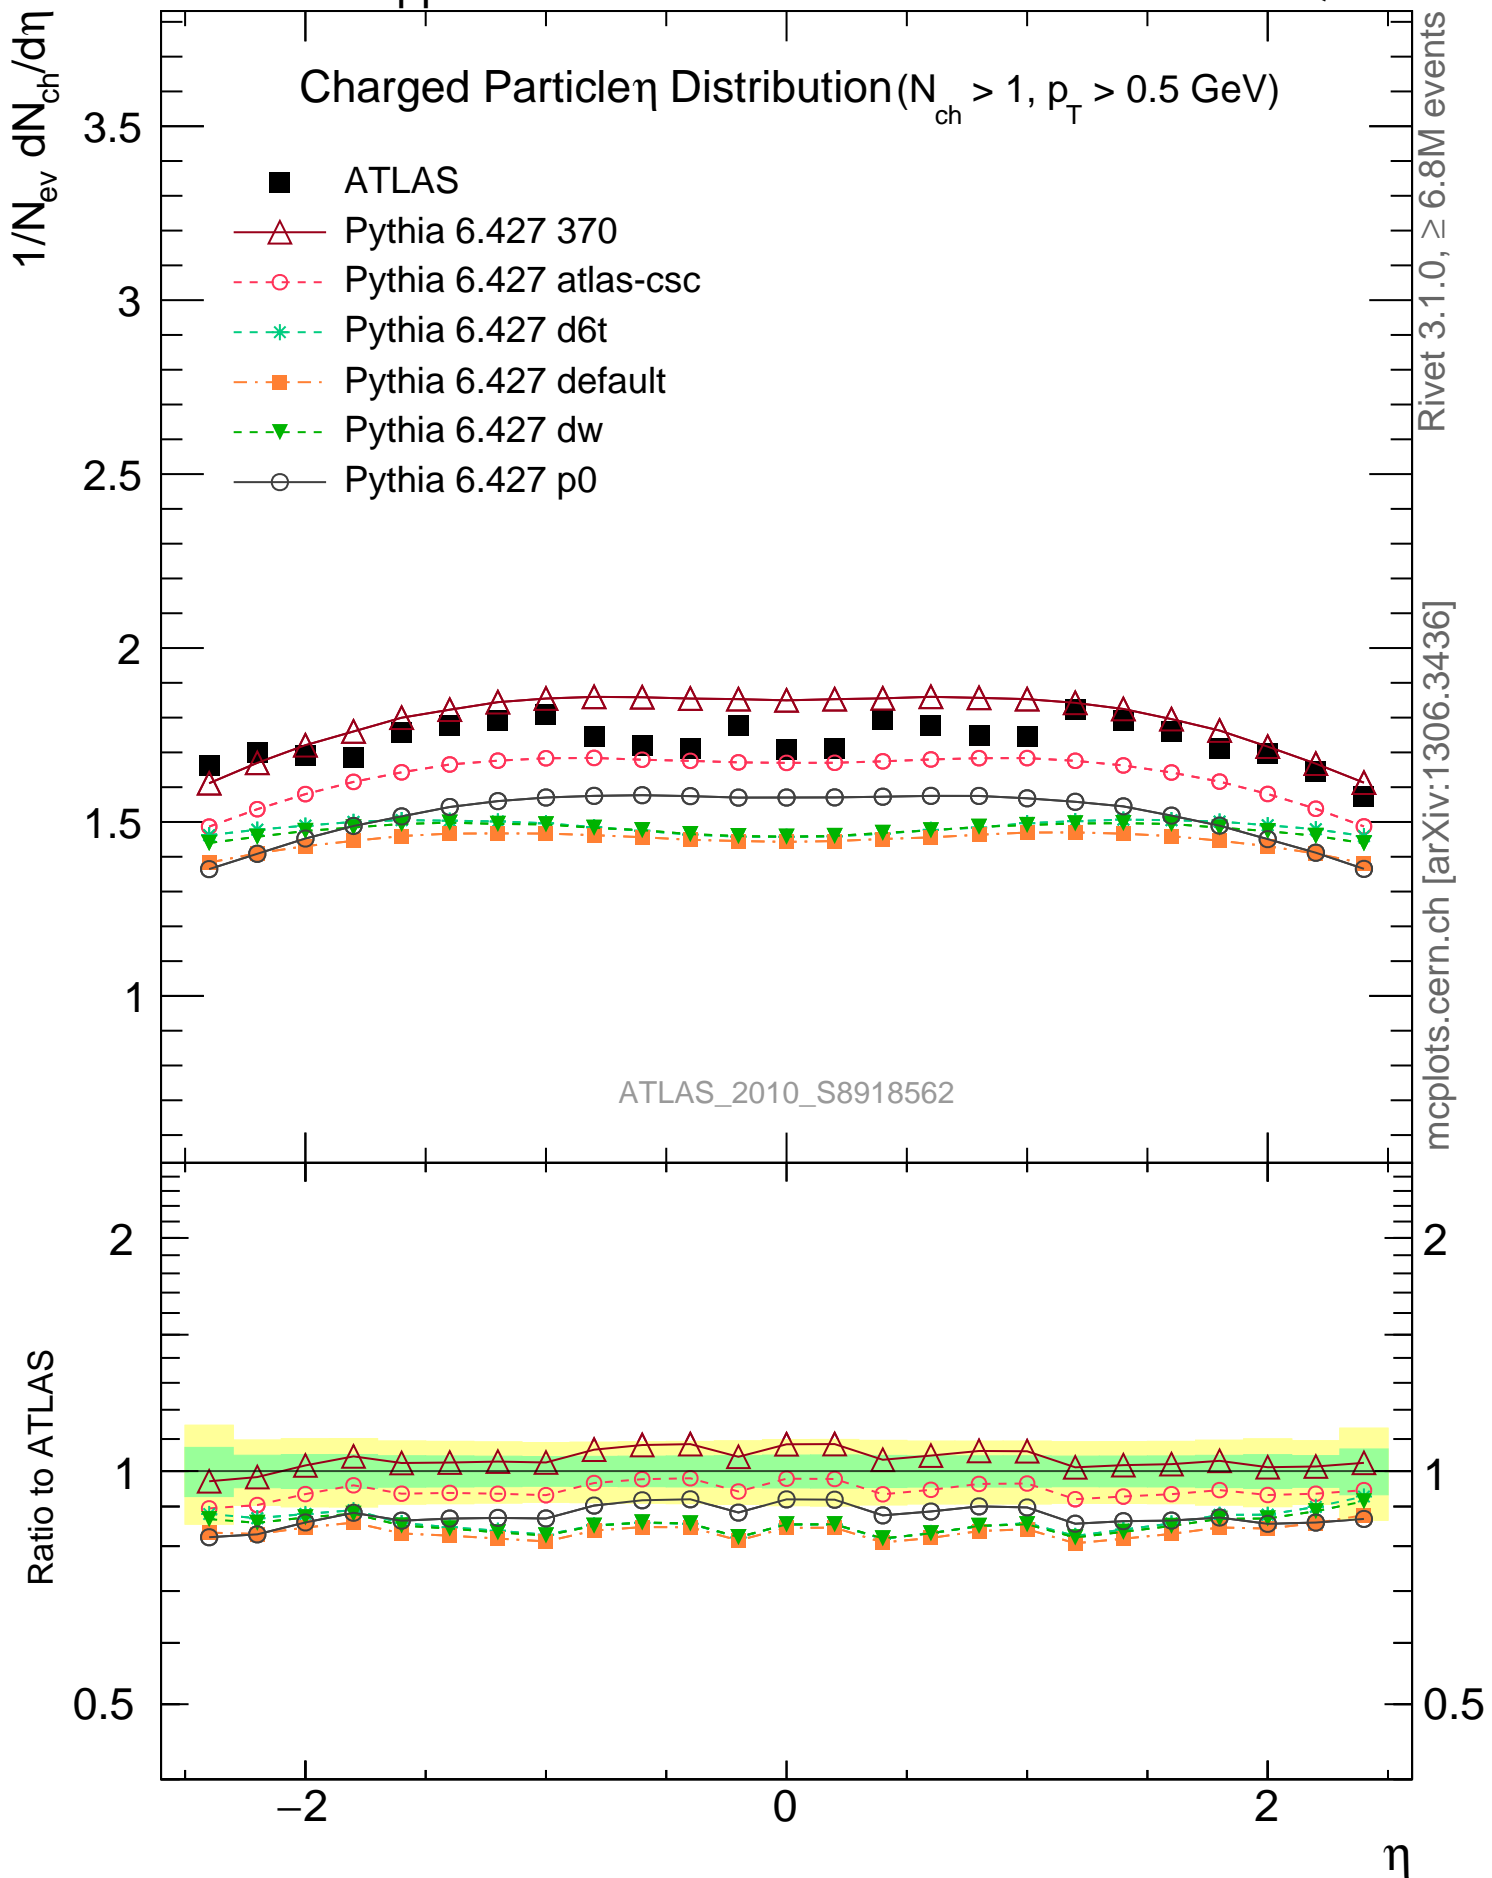 pp
Charged Particle η Distribution (N_ch > 1, p_T > 0.5 GeV)
1/N_ev dN_ch/dη
ATLAS
Pythia 6.427 370
Pythia 6.427 atlas-csc
Pythia 6.427 d6t
Pythia 6.427 default
Pythia 6.427 dw
Pythia 6.427 p0
3.5
3
2.5
2
1.5
1
ATLAS_2010_S8918562
Rivet 3.1.0, ≥ 6.8M events
mcplots.cern.ch [arXiv:1306.3436]
Ratio to ATLAS
2
1
0.5
2
1
0.5
−2
0
2
η